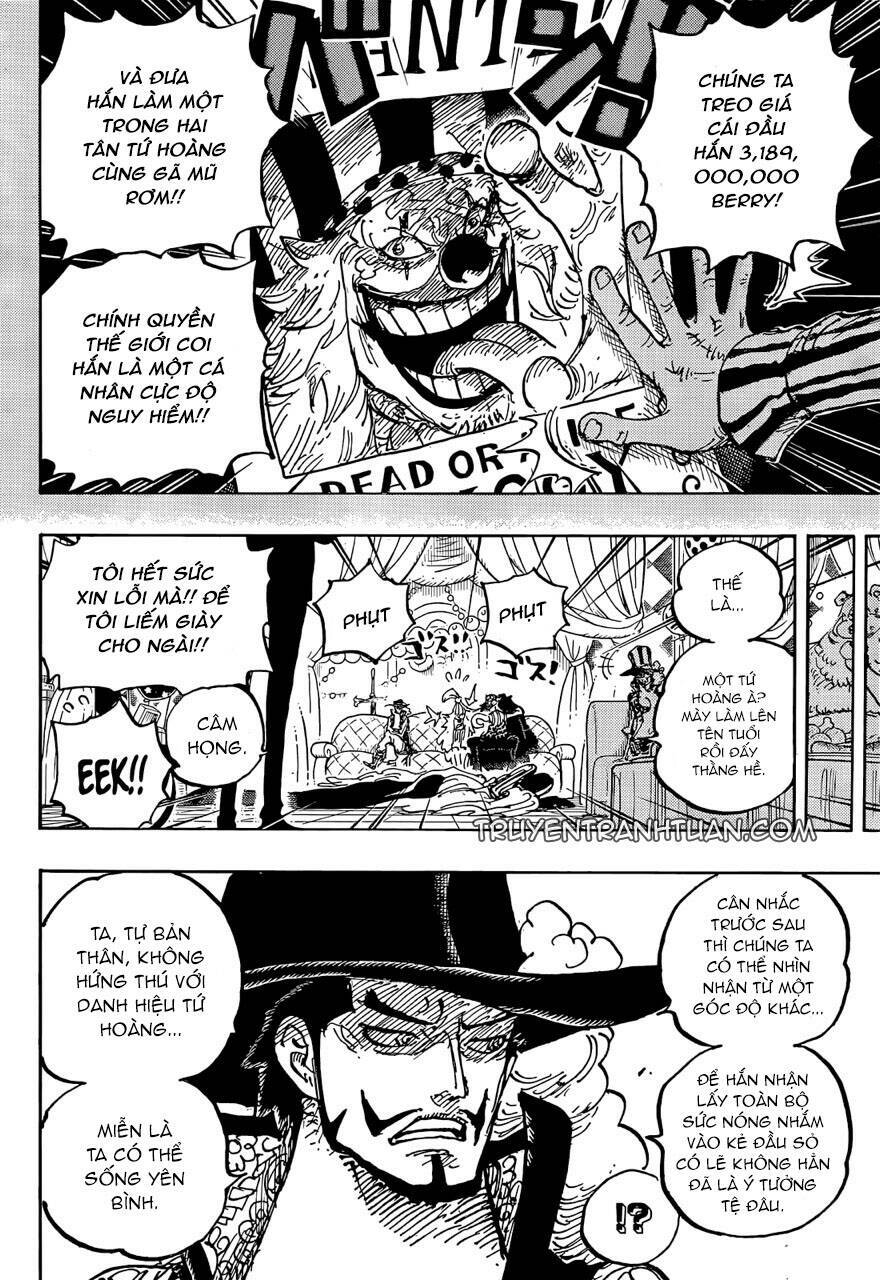 CHÚNG TA
TREO GIÁ
CÁI ĐẦU
HẮN 3,189,
000,000
BERRY!
VÀ ĐƯA
HẮN LÀM MỘT
TRONG HAI
TÂN TỨ HOÀNG
CÙNG GÃ MŨ
RƠM!!
CHÍNH QUYỀN
THẾ GIỚI COI
HẮN LÀ MỘT CÁ
NHÂN CỰC ĐỘ
NGUY HIỂM!!
DEAD OR
THẾ
LÀ...
MỘT TỨ
HOÀNG À?
MÀY LÀM LÊN
TÊN TUỔI
RỒI ĐẤY
THẰNG HỀ.
PHỤT
ゴス!
PHỤT
ゴス!!
TÔI HẾT SỨC
XIN LỖI MÀ!! ĐỂ
TÔI LIẾM GIÀY
CHO NGÀI!!
CÂM
HỌNG.
EEK!!
TRUYENTRANHTUAN.COM
CÂN NHẮC
TRƯỚC SAU
THÌ CHÚNG TA
CÓ THỂ NHÌN
NHẬN TỪ MỘT
GÓC ĐỘ KHÁC...
ĐỂ HẮN NHẬN
LẤY TOÀN BỘ
SỨC NÓNG NHẮM
VÀO KẺ ĐẦU SỎ
CÓ LẼ KHÔNG HẲN
ĐÃ LÀ Ý TƯỞNG
TỆ ĐÂU.
TA, TỰ BẢN
THÂN, KHÔNG
HỨNG THÚ VỚI
DANH HIỆU TỨ
HOÀNG...
MIỄN LÀ
TA CÓ THỂ
SỐNG YÊN
BÌNH.
!?